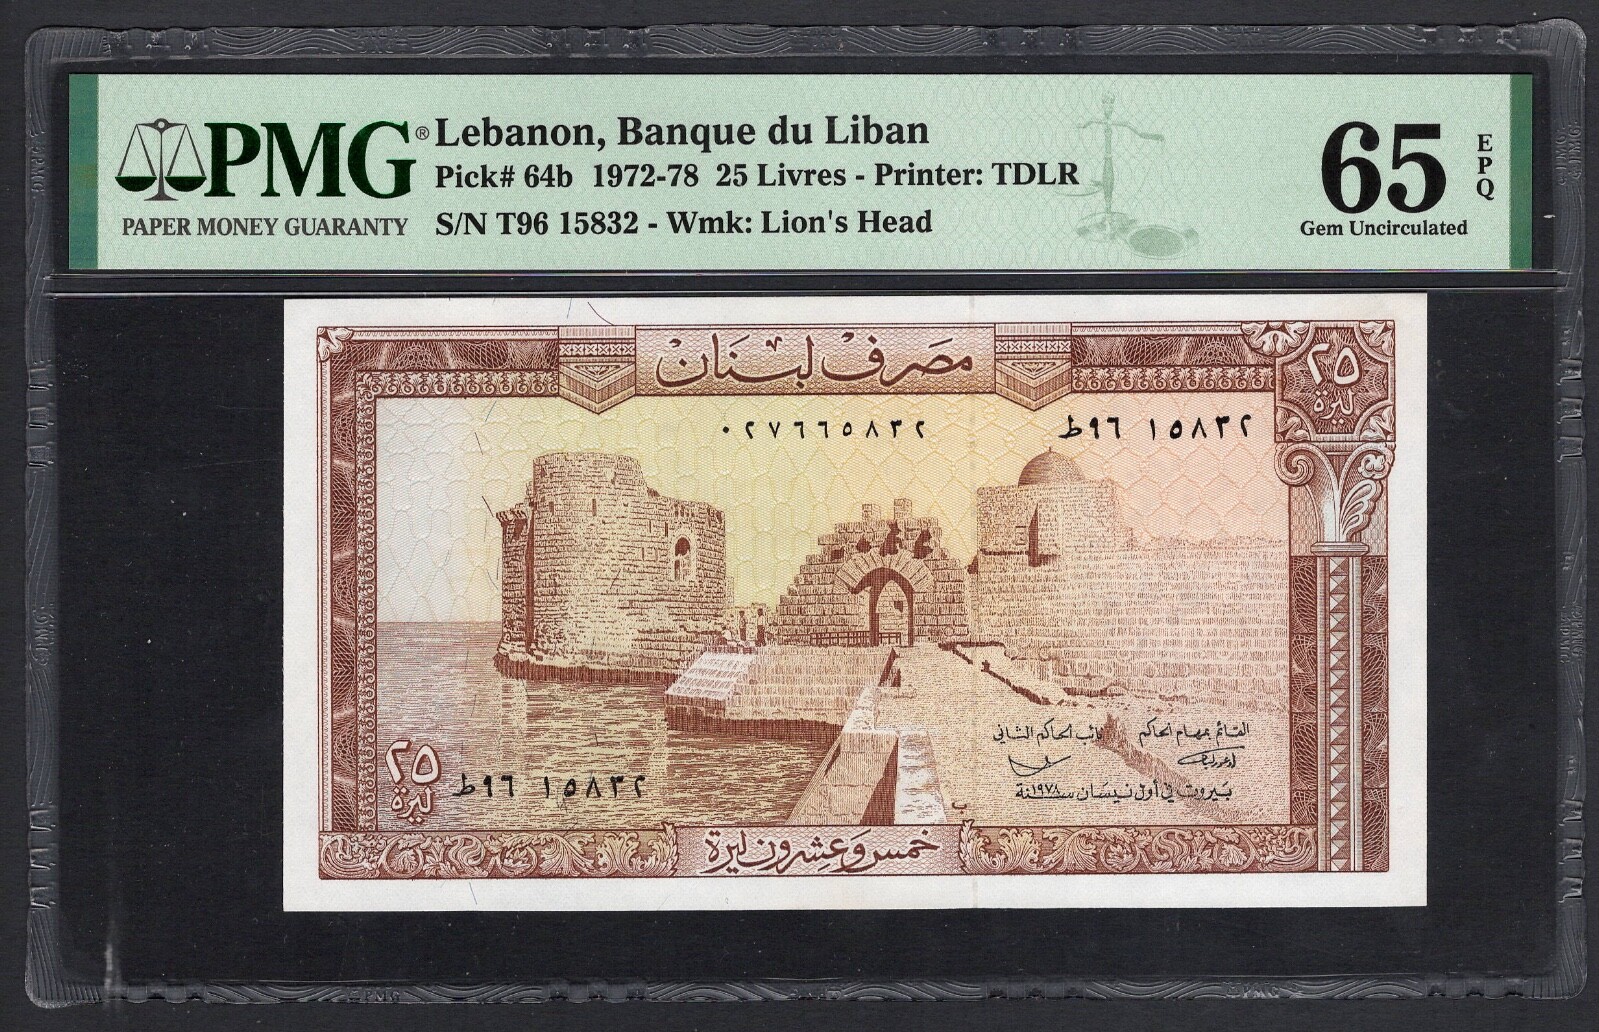 PMG®
PAPER MONEY GUARANTY
Lebanon, Banque du Liban
Pick# 64b 1972-78 25 Livres - Printer: TDLR
S/N T96 15832 - Wmk: Lion's Head
65 EPQ
Gem Uncirculated
مصرف لبنان
٢٥
ليرة
٠٢٧٦٦٥٨٣٢
ط٩٦ ١٥٨٣٢
القائم بمهام الحاكم
نائب الحاكم الثاني
بيروت في أول نيسان سنة ١٩٧٨
٢٥
ليرة
ط٩٦ ١٥٨٣٢
خمس وعشرون ليرة